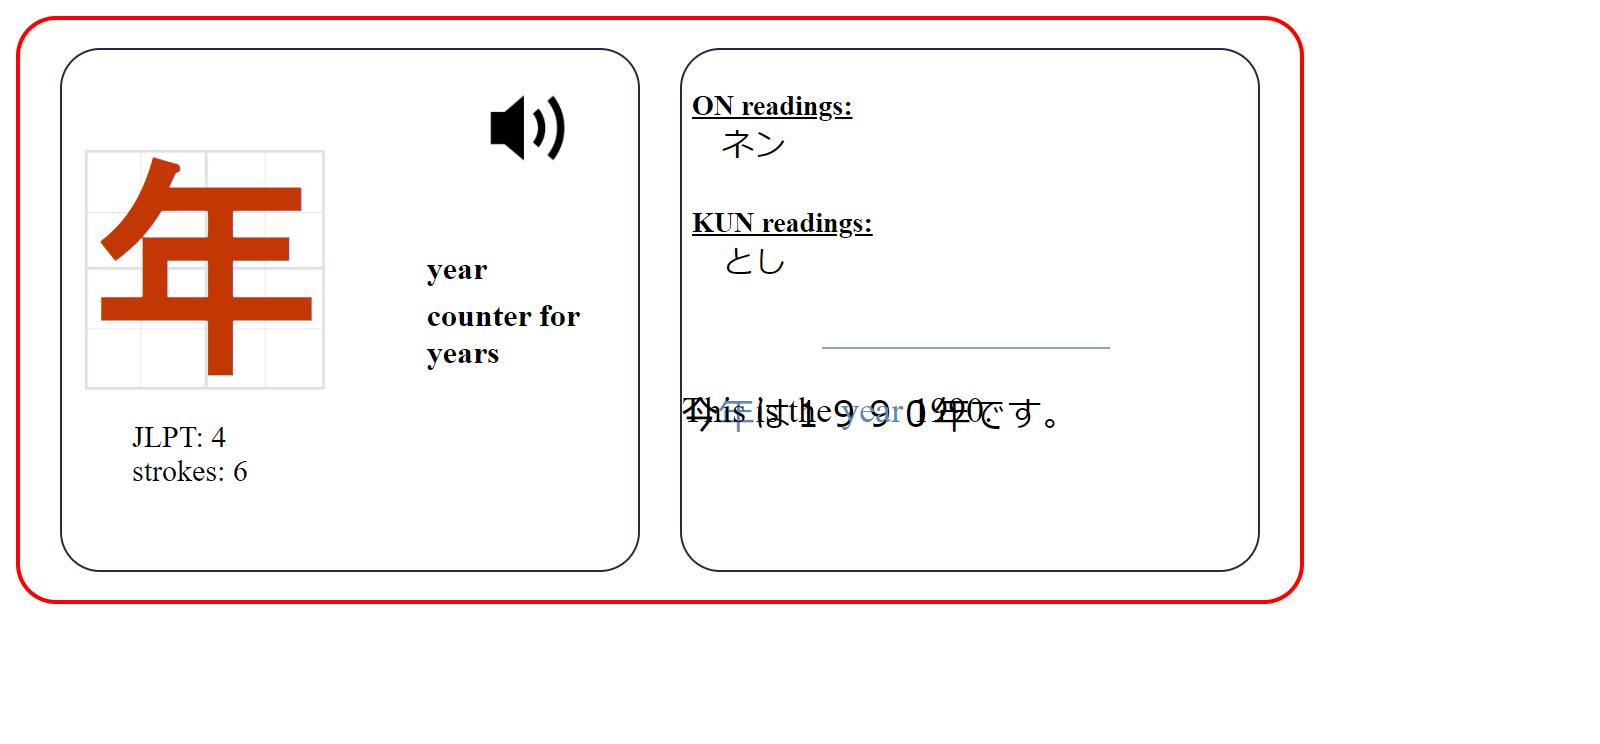 年
year
counter for
years
JLPT: 4
strokes: 6
ON readings:
ネン
KUN readings:
とし
今年は１９９０年です。
This is the year 1990.